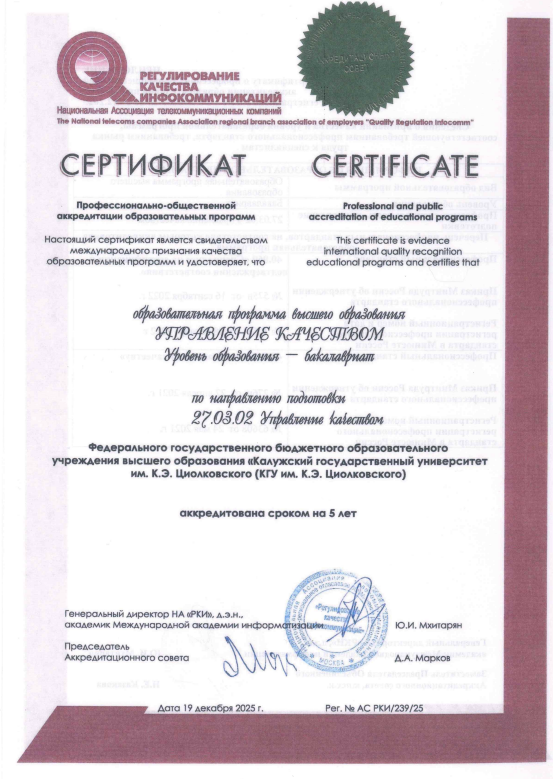 РЕГУЛИРОВАНИЕ
КАЧЕСТВА
ИНФОКОММУНИКАЦИЙ
Национальная Ассоциация телекоммуникационных компаний
The National telecoms companies Association regional branch association of employers "Quality Regulation Infocomm"
СЕРТИФИКАТ
CERTIFICATE
Профессионально-общественной
аккредитации образовательных программ
Professional and public
accreditation of educational programs
Настоящий сертификат является свидетельством
международного признания качества
образовательных программ и удостоверяет, что
This certificate is evidence
international quality recognition
educational programs and certifies that
образовательная программа высшего образования
УПРАВЛЕНИЕ КАЧЕСТВОМ
Уровень образования — бакалавриат
по направлению подготовки
27.03.02 Управление качеством
Федерального государственного бюджетного образовательного
учреждения высшего образования «Калужский государственный университет
им. К.Э. Циолковского (КГУ им. К.Э. Циолковского)
аккредитована сроком на 5 лет
Генеральный директор НА «РКИ», д.э.н.,
академик Международной академии информатизации
Ю.И. Мхитарян
Председатель
Аккредитационного совета
Д.А. Марков
МОСКВА
Дата 19 декабря 2025 г.
Рег. № АС РКИ/239/25